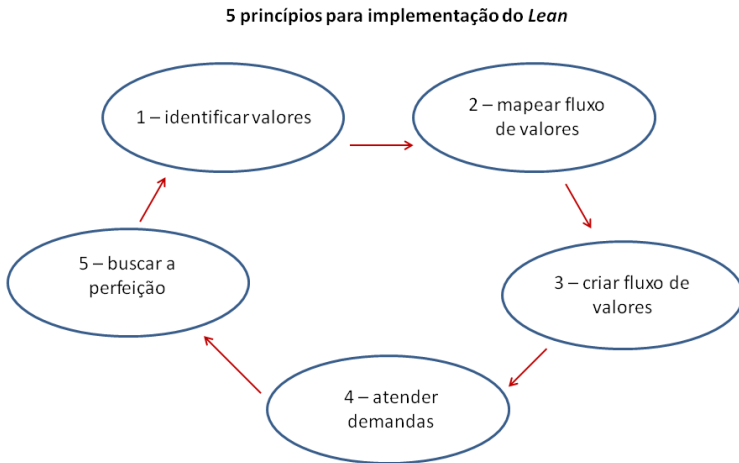 5 princípios para implementação do Lean
1 – identificar valores
2 – mapear fluxo
de valores
3 – criar fluxo de
valores
4 – atender
demandas
5 – buscar a
perfeição